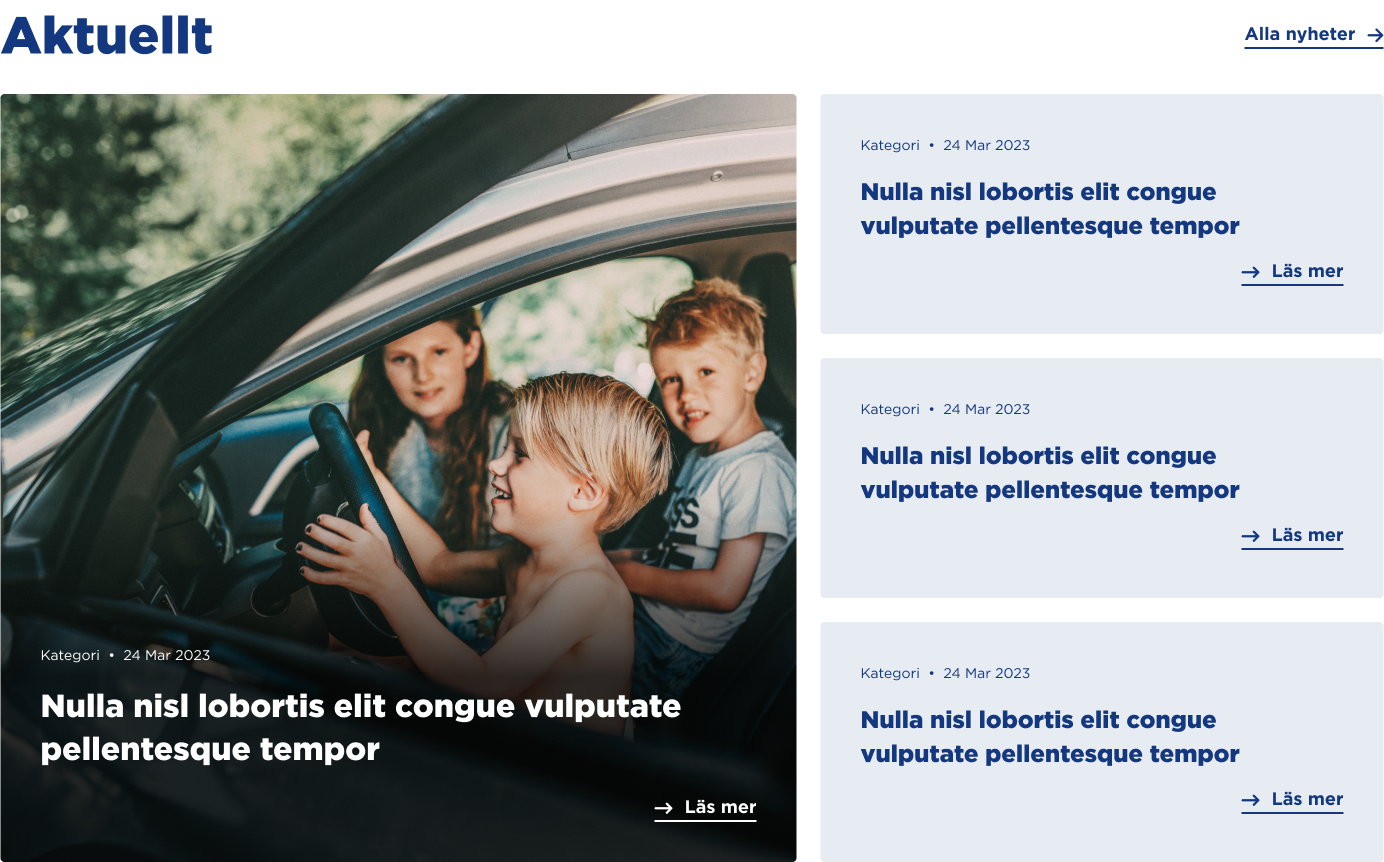 Aktuellt
Alla nyheter →
Kategori • 24 Mar 2023
Nulla nisl lobortis elit congue vulputate
pellentesque tempor
→ Läs mer
Kategori • 24 Mar 2023
Nulla nisl lobortis elit congue
vulputate pellentesque tempor
→ Läs mer
Kategori • 24 Mar 2023
Nulla nisl lobortis elit congue
vulputate pellentesque tempor
→ Läs mer
Kategori • 24 Mar 2023
Nulla nisl lobortis elit congue
vulputate pellentesque tempor
→ Läs mer